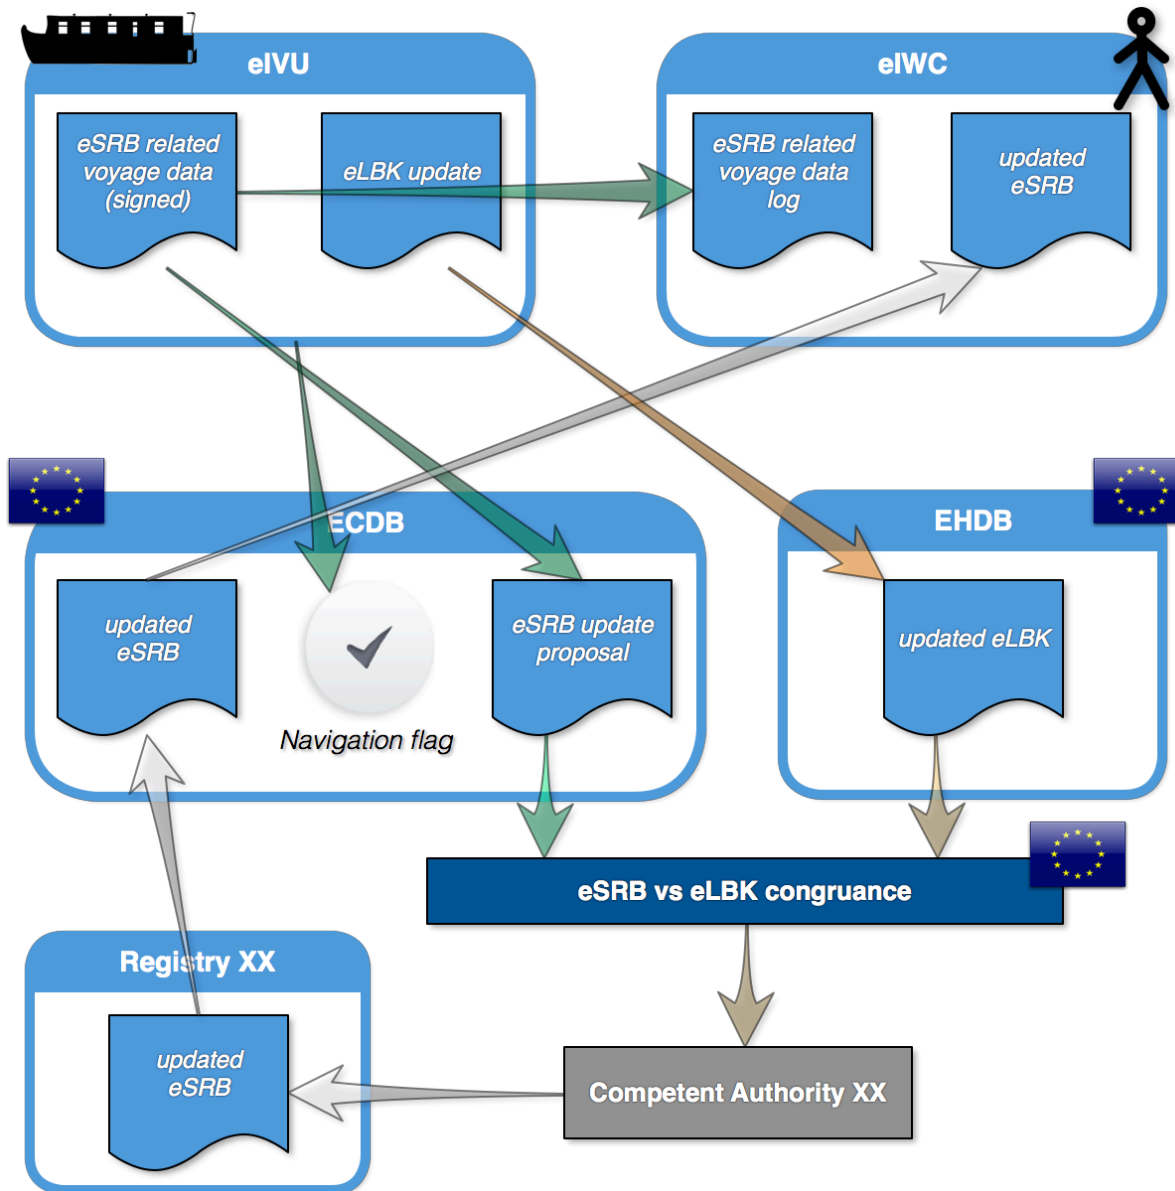 eIVU
eIWC
eSRB related
voyage data
(signed)
eLBK update
eSRB related
voyage data
log
updated
eSRB
ECDB
EHDB
updated
eSRB
Navigation flag
eSRB update
proposal
updated eLBK
eSRB vs eLBK congruance
Registry XX
updated
eSRB
Competent Authority XX